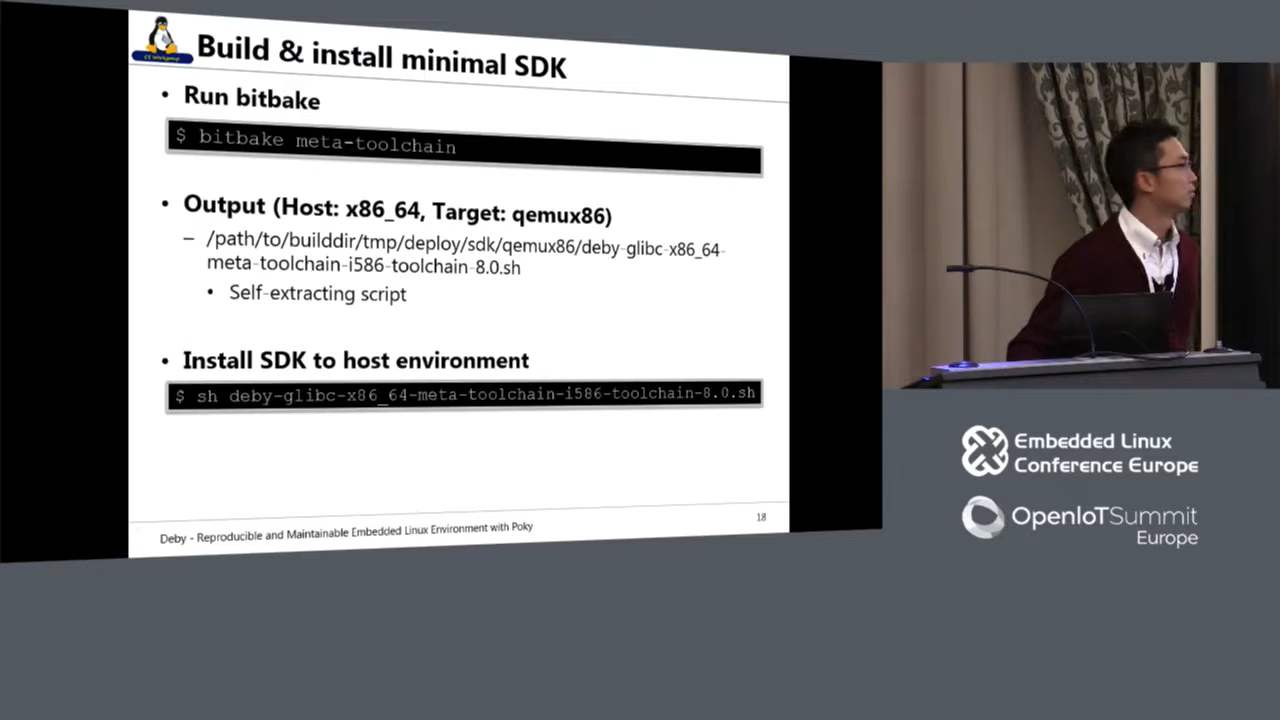 Build & install minimal SDK
• Run bitbake
$ bitbake meta-toolchain
• Output (Host: x86_64, Target: qemux86)
– /path/to/builddir/tmp/deploy/sdk/qemux86/deby-glibc-x86_64-
meta-toolchain-i586-toolchain-8.0.sh
• Self-extracting script
• Install SDK to host environment
$ sh deby-glibc-x86_64-meta-toolchain-i586-toolchain-8.0.sh
Deby - Reproducible and Maintainable Embedded Linux Environment with Poky
18
Embedded Linux
Conference Europe
OpenIoTSummit
Europe